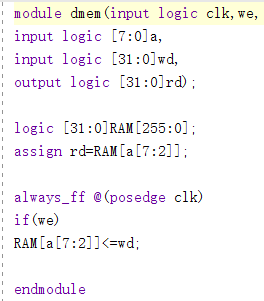 module dmem(input logic clk,we,
input logic [7:0]a,
input logic [31:0]wd,
output logic [31:0]rd);
logic [31:0]RAM[255:0];
assign rd=RAM[a[7:2]];
always_ff @(posedge clk)
if(we)
RAM[a[7:2]]<=wd;
endmodule